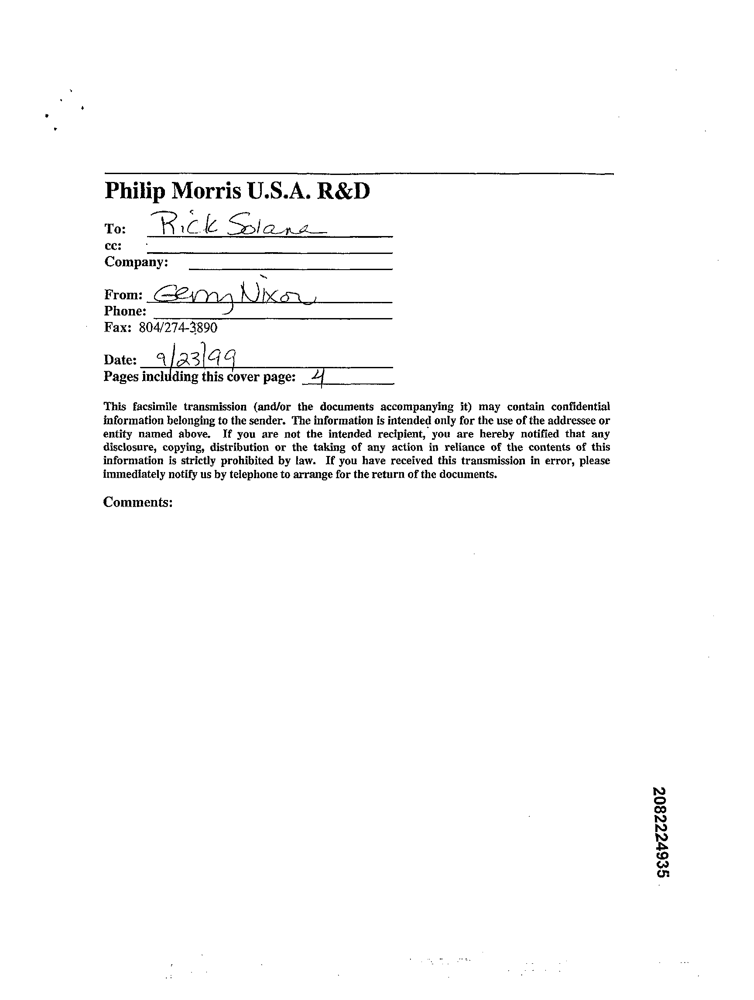 Philip Morris U.S.A. R&D
To: Rick Solana
cc:
Company:
From: Gerry Nixon
Phone:
Fax: 804/274-3890
Date: 9/23/99
Pages including this cover page: 4
This facsimile transmission (and/or the documents accompanying it) may contain confidential
information belonging to the sender. The information is intended only for the use of the addressee or
entity named above. If you are not the intended recipient, you are hereby notified that any
disclosure, copying, distribution or the taking of any action in reliance of the contents of this
information is strictly prohibited by law. If you have received this transmission in error, please
immediately notify us by telephone to arrange for the return of the documents.
Comments:
2082224935